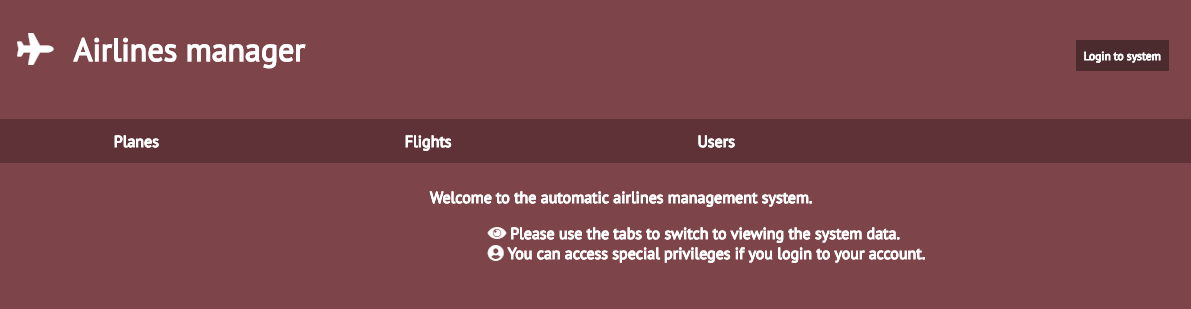 Airlines manager
Login to system
Planes Flights Users
Welcome to the automatic airlines management system.
Please use the tabs to switch to viewing the system data.
You can access special privileges if you login to your account.